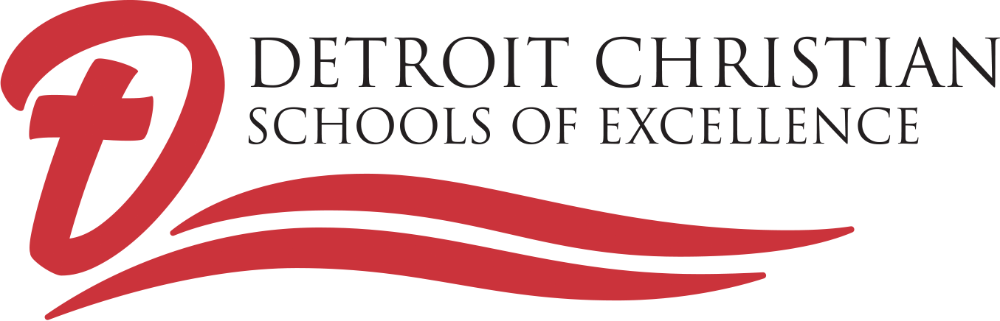 DETROIT CHRISTIAN
SCHOOLS OF EXCELLENCE